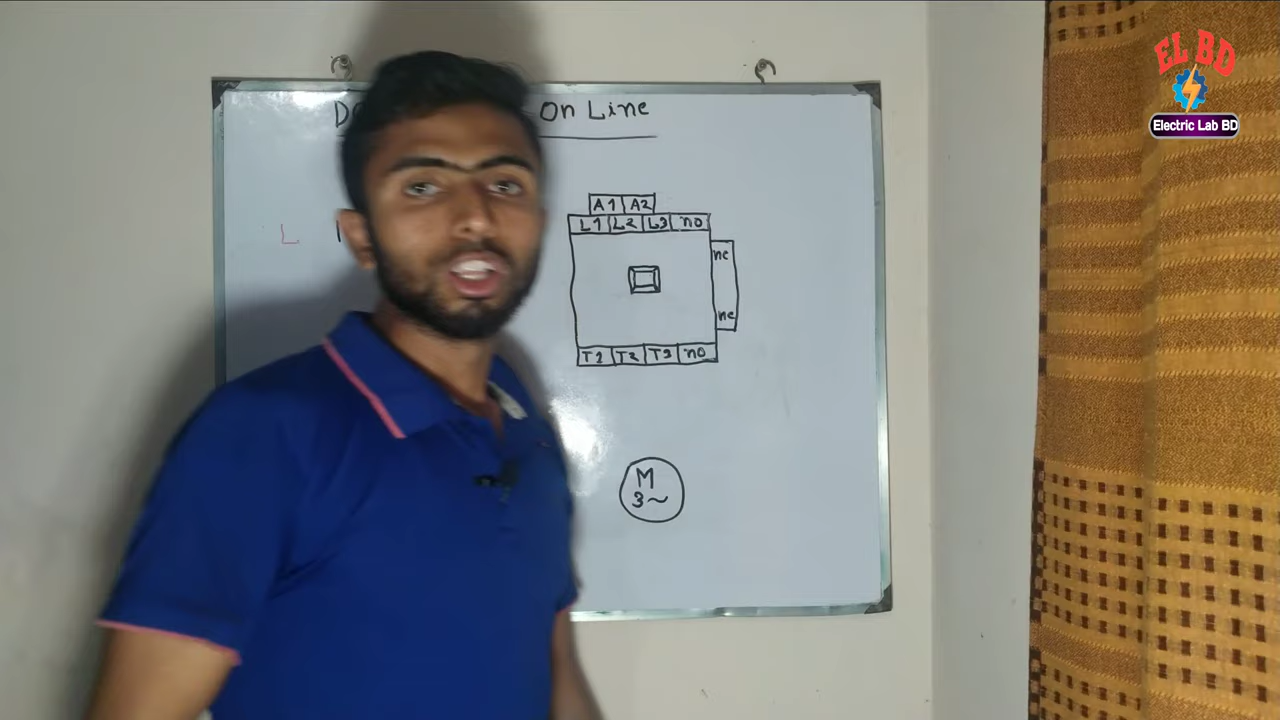 On Line
EL BD
Electric Lab BD
A1 A2
L1 L2 L3 no
L
nc
nc
T1 T2 T3 no
M
3~